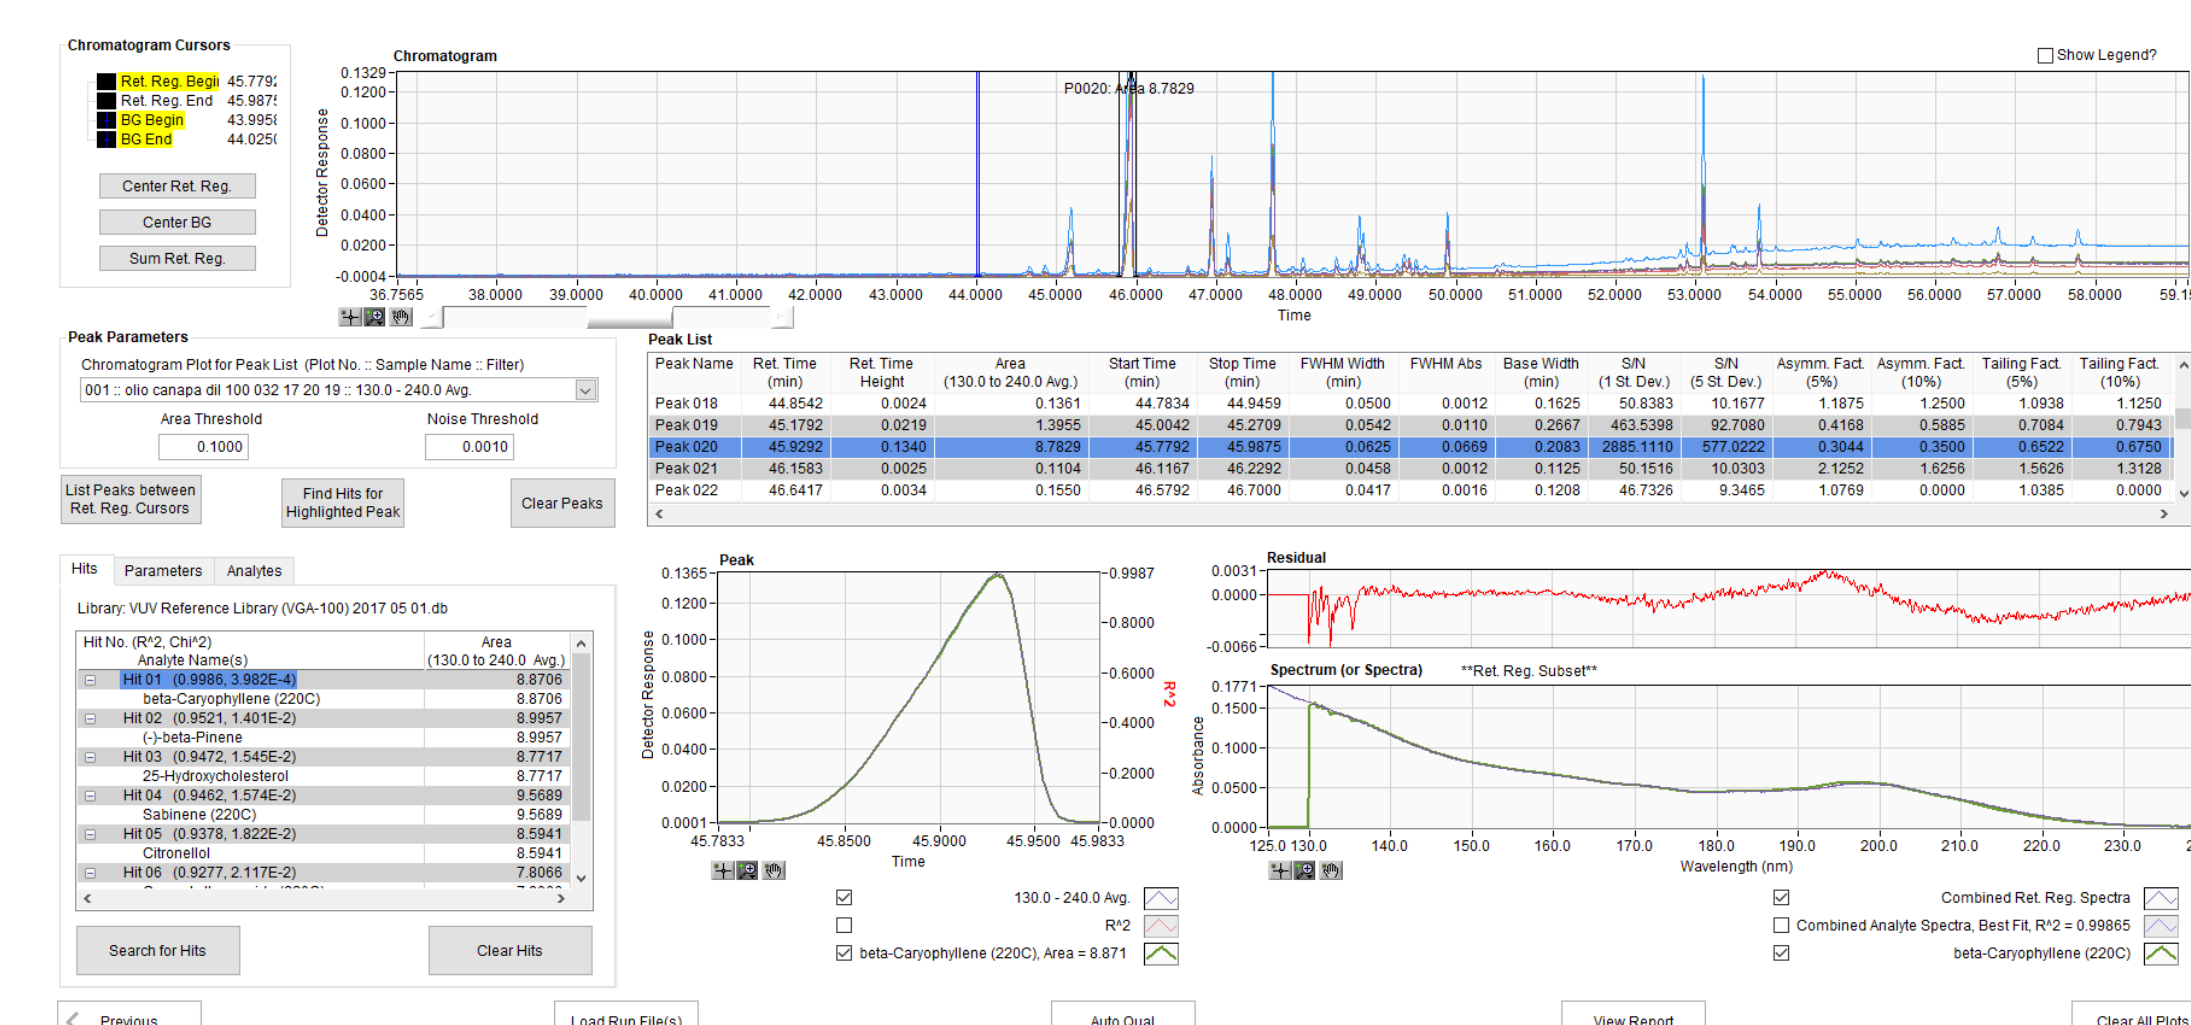 Chromatogram Cursors
Ret. Reg. Begin 45.7792
Ret. Reg. End 45.9875
BG Begin 43.9958
BG End 44.0250
Center Ret. Reg.
Center BG
Sum Ret. Reg.
Chromatogram
Show Legend?
P0020: Area 8.7829
Detector Response
0.1329
0.1200
0.1000
0.0800
0.0600
0.0400
0.0200
-0.0004
36.7565 38.0000 39.0000 40.0000 41.0000 42.0000 43.0000 44.0000 45.0000 46.0000 47.0000 48.0000 49.0000 50.0000 51.0000 52.0000 53.0000 54.0000 55.0000 56.0000 57.0000 58.0000 59.15
Time
Peak Parameters
Chromatogram Plot for Peak List (Plot No. :: Sample Name :: Filter)
001 :: olio canapa dil 100 032 17 20 19 :: 130.0 - 240.0 Avg.
Area Threshold Noise Threshold
0.1000 0.0010
List Peaks between
Ret. Reg. Cursors
Find Hits for
Highlighted Peak
Clear Peaks
Peak List
Peak Name Ret. Time Ret. Time Area Start Time Stop Time FWHM Width FWHM Abs Base Width S/N S/N Asymm. Fact. Asymm. Fact. Tailing Fact. Tailing Fact.
(min) Height (130.0 to 240.0 Avg.) (min) (min) (min) (min) (1 St. Dev.) (5 St. Dev.) (5%) (10%) (5%) (10%)
Peak 018 44.8542 0.0024 0.1361 44.7834 44.9459 0.0500 0.0012 0.1625 50.8383 10.1677 1.1875 1.2500 1.0938 1.1250
Peak 019 45.1792 0.0219 1.3955 45.0042 45.2709 0.0542 0.0110 0.2667 463.5398 92.7080 0.4168 0.5885 0.7084 0.7943
Peak 020 45.9292 0.1340 8.7829 45.7792 45.9875 0.0625 0.0669 0.2083 2885.1110 577.0222 0.3044 0.3500 0.6522 0.6750
Peak 021 46.1583 0.0025 0.1104 46.1167 46.2292 0.0458 0.0012 0.1125 50.1516 10.0303 2.1252 1.6256 1.5626 1.3128
Peak 022 46.6417 0.0034 0.1550 46.5792 46.7000 0.0417 0.0016 0.1208 46.7326 9.3465 1.0769 0.0000 1.0385 0.0000
Hits Parameters Analytes
Library: VUV Reference Library (VGA-100) 2017 05 01.db
Hit No. (R^2, Chi^2) Area
Analyte Name(s) (130.0 to 240.0 Avg.)
Hit 01 (0.9986, 3.982E-4) 8.8706
beta-Caryophyllene (220C) 8.8706
Hit 02 (0.9521, 1.401E-2) 8.9957
(-)-beta-Pinene 8.9957
Hit 03 (0.9472, 1.545E-2) 8.7717
25-Hydroxycholesterol 8.7717
Hit 04 (0.9462, 1.574E-2) 9.5689
Sabinene (220C) 9.5689
Hit 05 (0.9378, 1.822E-2) 8.5941
Citronellol 8.5941
Hit 06 (0.9277, 2.117E-2) 7.8066
Search for Hits
Clear Hits
Peak
Detector Response
0.1365
0.1200
0.1000
0.0800
0.0600
0.0400
0.0200
0.0001
0.9987
0.8000
0.6000
0.4000
0.2000
0.0000
R^2
45.7833 45.8500 45.9000 45.9500 45.9833
Time
130.0 - 240.0 Avg.
R^2
beta-Caryophyllene (220C), Area = 8.871
Residual
0.0031
0.0000
-0.0066
Spectrum (or Spectra) **Ret. Reg. Subset**
Absorbance
0.1771
0.1500
0.1000
0.0500
0.0000
125.0 130.0 140.0 150.0 160.0 170.0 180.0 190.0 200.0 210.0 220.0 230.0 2
Wavelength (nm)
Combined Ret. Reg. Spectra
Combined Analyte Spectra, Best Fit, R^2 = 0.99865
beta-Caryophyllene (220C)
Previous
Load Run File(s)
Auto Qual
View Report
Clear All Plots